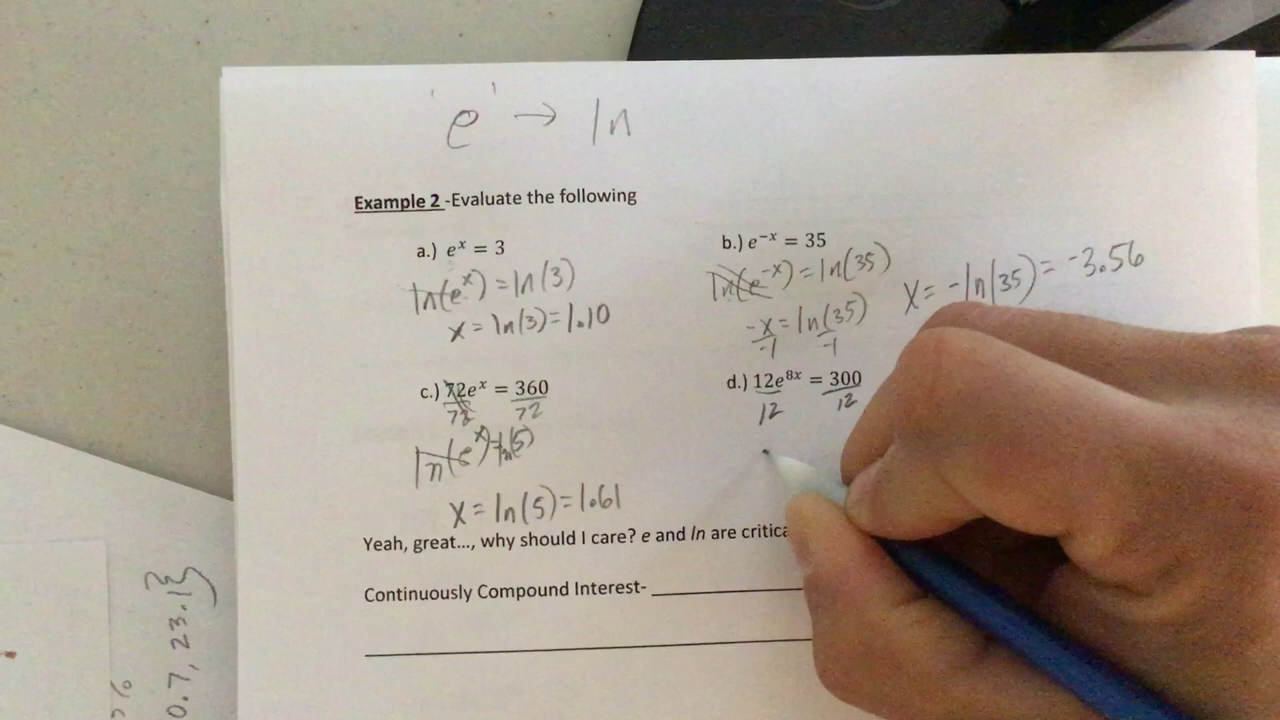 'e' → ln
Example 2 -Evaluate the following
a.) e^x = 3
ln(e^x) = ln(3)
x = ln(3) = 1.10
b.) e^{-x} = 35
ln(e^{-x}) = ln(35)
-x/-1 = ln(35)/-1
x = -ln(35) = -3.56
c.) 72e^x = 360
72 72
ln(e^x) = ln(5)
x = ln(5) = 1.61
d.) 12e^{8x} = 300
12 12
Yeah, great…, why should I care? e and ln are critica
Continuously Compound Interest-
0.7, 23.1}
%